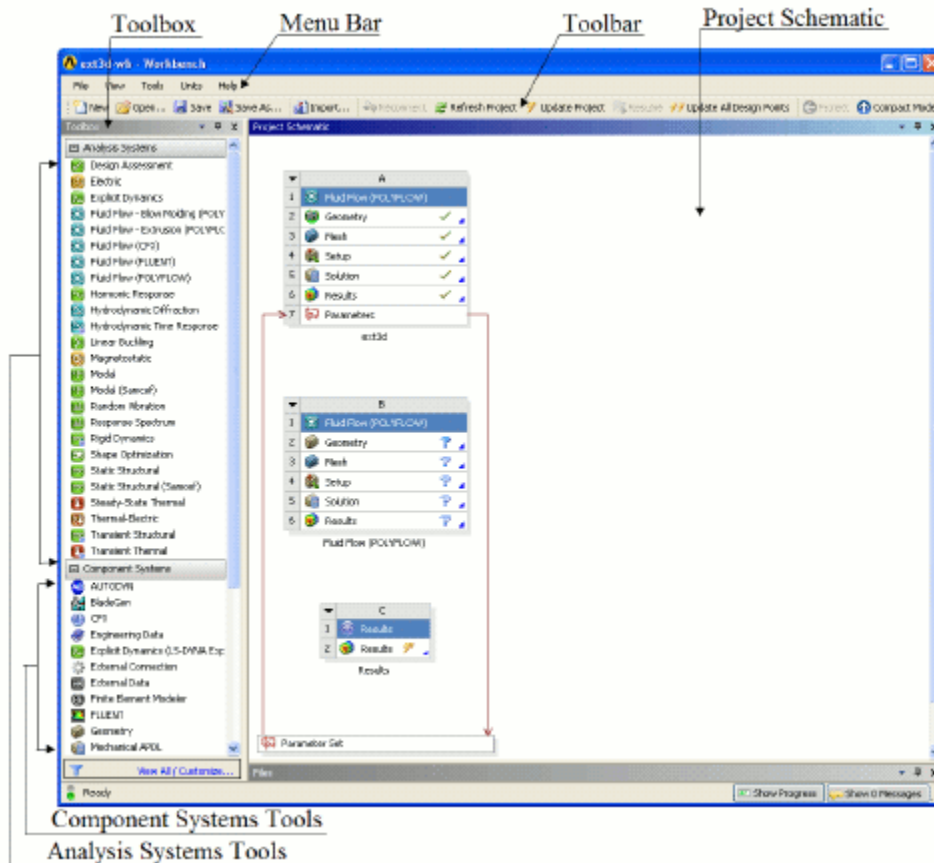 Toolbox
Menu Bar
Toolbar
Project Schematic
ext3d-wb - Workbench
File View Tools Units Help
New Open... Save Save As... Import... Reconnect Refresh Project Update Project Resume Update All Design Points Project Compact Mode
Toolbox
Project Schematic
Analysis Systems
Design Assessment
Electric
Explicit Dynamics
Fluid Flow - Blow Molding (POLY
Fluid Flow - Extrusion (POLYFLC
Fluid Flow (CFX)
Fluid Flow (FLUENT)
Fluid Flow (POLYFLOW)
Harmonic Response
Hydrodynamic Diffraction
Hydrodynamic Time Response
Linear Buckling
Magnetostatic
Modal
Modal (Samcef)
Random Vibration
Response Spectrum
Rigid Dynamics
Shape Optimization
Static Structural
Static Structural (Samcef)
Steady-State Thermal
Thermal-Electric
Transient Structural
Transient Thermal
Component Systems
AUTODYN
BladeGen
CFX
Engineering Data
Explicit Dynamics (LS-DYNA Exp
External Connection
External Data
Finite Element Modeler
FLUENT
Geometry
Mechanical APDL
View All / Customize...
A
1 Fluid Flow (POLYFLOW)
2 Geometry
3 Mesh
4 Setup
5 Solution
6 Results
7 Parameters
ext3d
B
1 Fluid Flow (POLYFLOW)
2 Geometry
3 Mesh
4 Setup
5 Solution
6 Results
Fluid Flow (POLYFLOW)
C
1 Results
2 Results
Results
Parameter Set
Files
Ready
Show Progress
Show 0 Messages
Component Systems Tools
Analysis Systems Tools